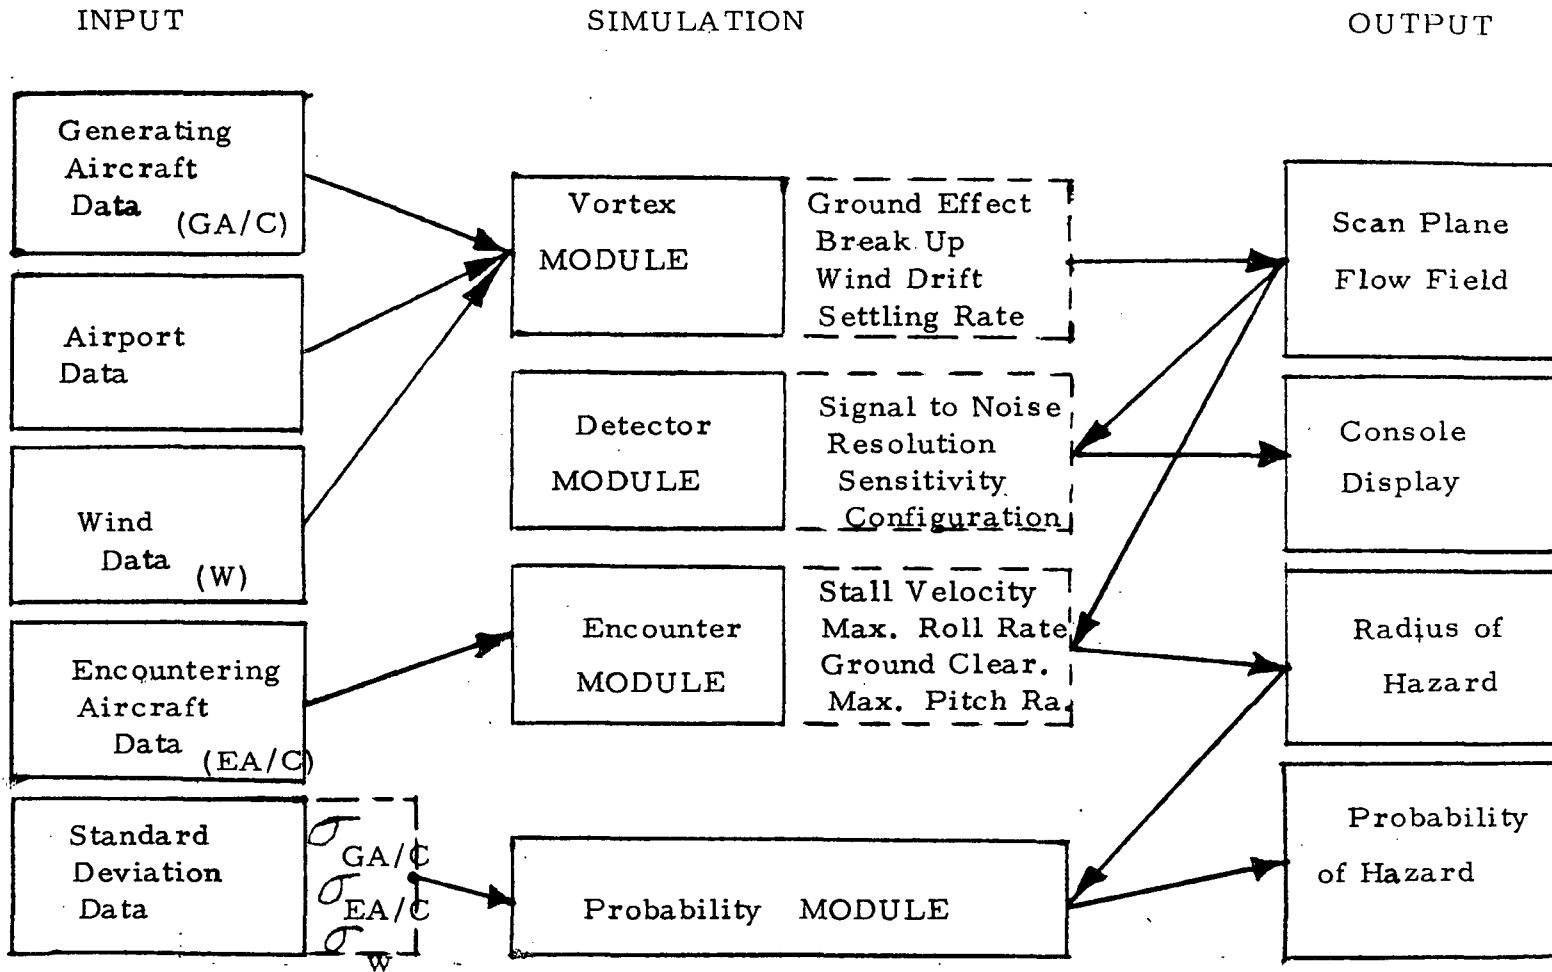 INPUT
SIMULATION
OUTPUT
Generating
Aircraft
Data
(GA/C)
Airport
Data
Wind
Data
(W)
Encountering
Aircraft
Data
(EA/C)
Standard
Deviation
Data
σ GA/C
σ EA/C
σ W
Vortex
MODULE
Ground Effect
Break Up
Wind Drift
Settling Rate
Detector
MODULE
Signal to Noise
Resolution
Sensitivity
Configuration
Encounter
MODULE
Stall Velocity
Max. Roll Rate
Ground Clear.
Max. Pitch Ra.
Probability MODULE
Scan Plane
Flow Field
Console
Display
Radius of
Hazard
Probability
of Hazard